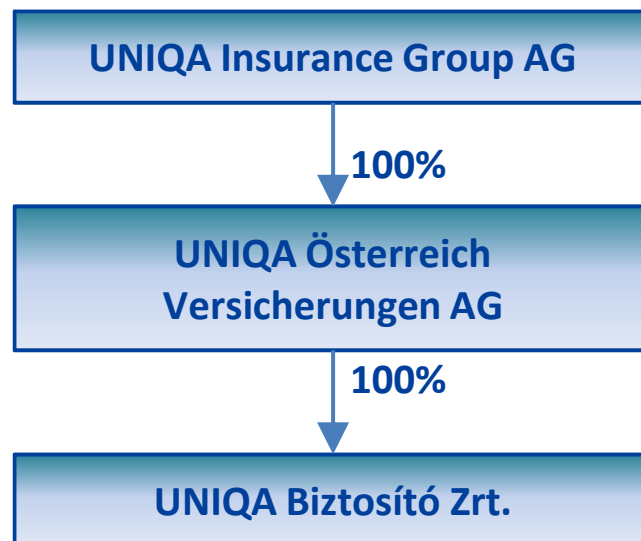 UNIQA Insurance Group AG
100%
UNIQA Österreich
Versicherungen AG
100%
UNIQA Biztosító Zrt.